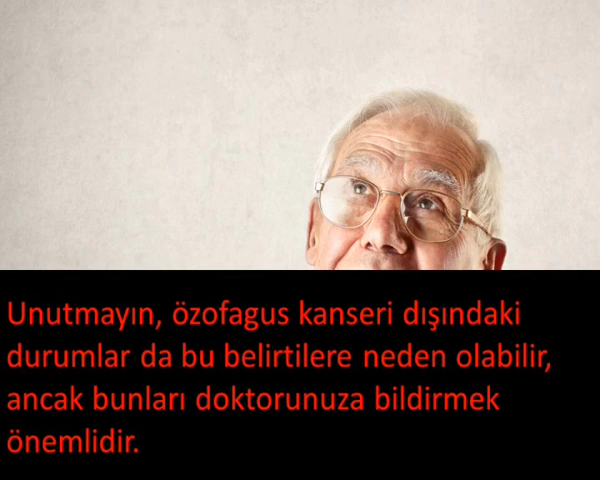 Unutmayın, özofagus kanseri dışındaki
durumlar da bu belirtilere neden olabilir,
ancak bunları doktorunuza bildirmek
önemlidir.